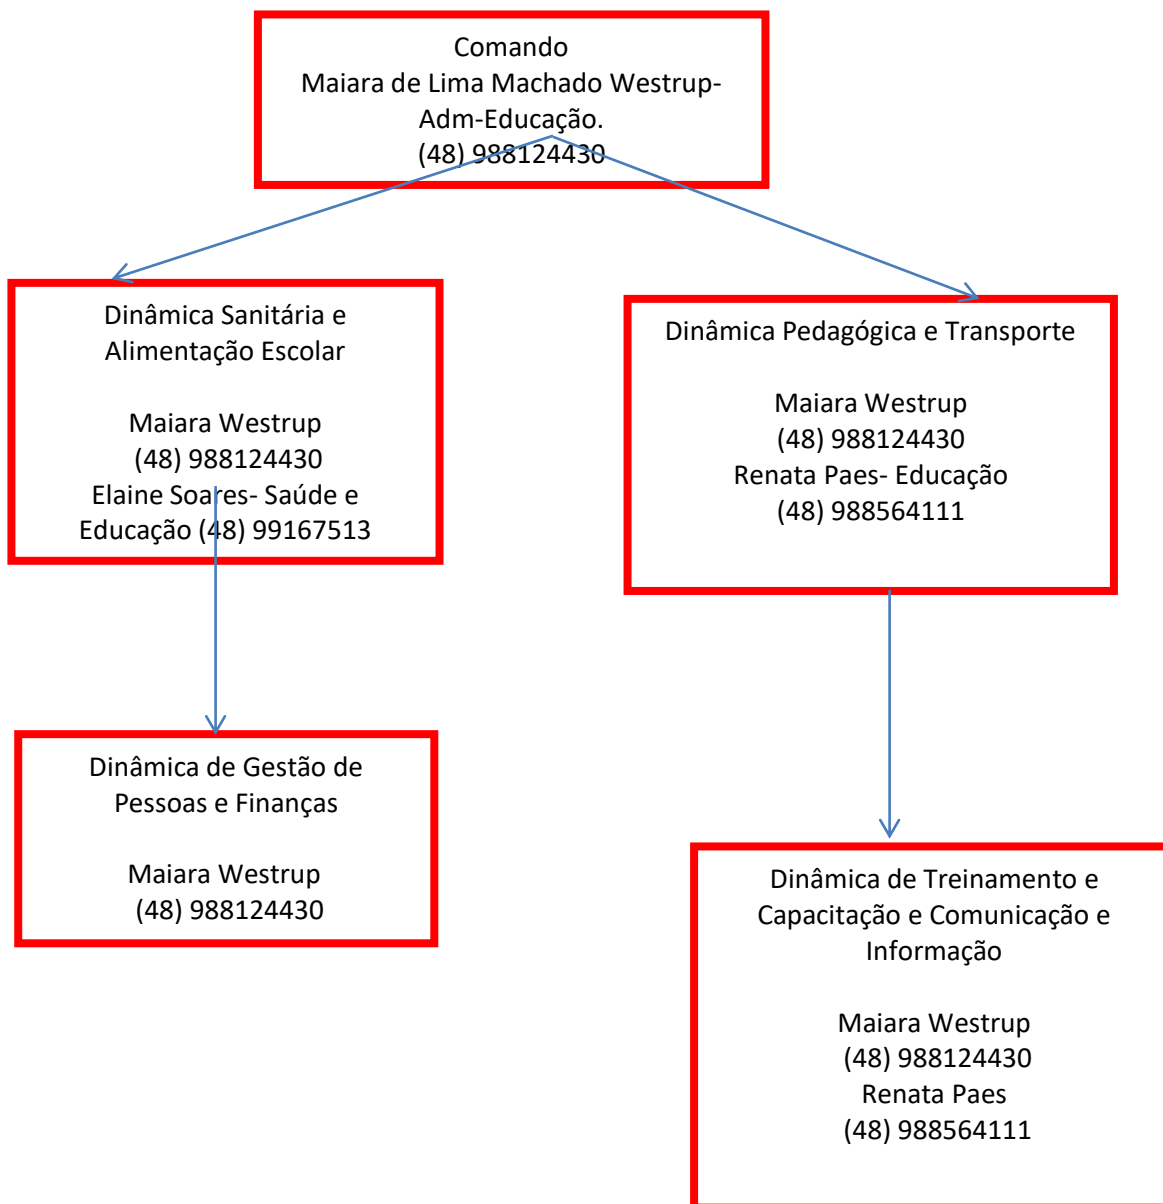 Comando
Maiara de Lima Machado Westrup-
Adm-Educação.
(48) 988124430
Dinâmica Sanitária e
Alimentação Escolar
Maiara Westrup
(48) 988124430
Elaine Soares- Saúde e
Educação (48) 99167513
Dinâmica Pedagógica e Transporte
Maiara Westrup
(48) 988124430
Renata Paes- Educação
(48) 988564111
Dinâmica de Gestão de
Pessoas e Finanças
Maiara Westrup
(48) 988124430
Dinâmica de Treinamento e
Capacitação e Comunicação e
Informação
Maiara Westrup
(48) 988124430
Renata Paes
(48) 988564111